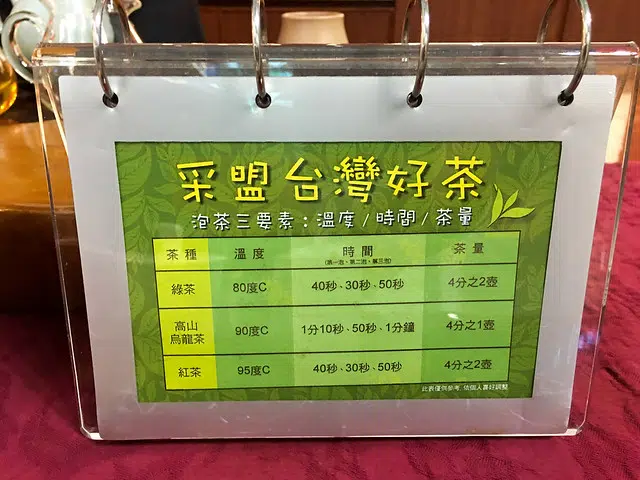 采盟台灣好茶
泡茶三要素：溫度/時間/茶量
茶種 溫度 時間 茶量
(第一泡、第二泡、第三泡)
綠茶 80度C 40秒、30秒、50秒 4分之2壺
高山
烏龍茶 90度C 1分10秒、50秒、1分鐘 4分之1壺
紅茶 95度C 40秒、30秒、50秒 4分之2壺
此表僅供參考，依個人喜好調整